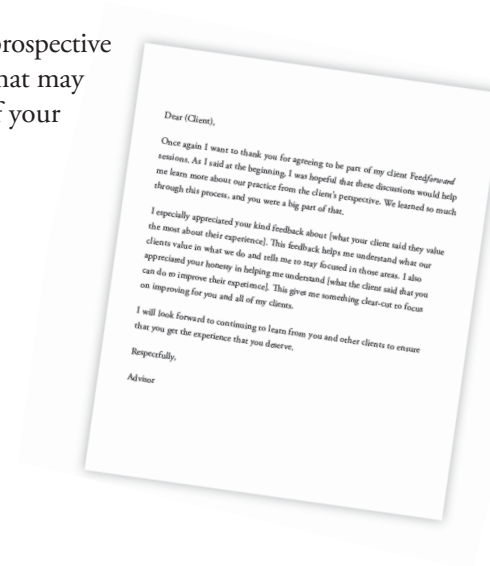 prospective
hat may
f your
Dear (Client),
Once again I want to thank you for agreeing to be part of my client Feedforward
sessions. As I said at the beginning, I was hopeful that these discussions would help
me learn more about our practice from the client's perspective. We learned so much
through this process, and you were a big part of that.
I especially appreciated your kind feedback about [what your client said they value
the most about their experience]. This feedback helps me understand what our
clients value in what we do and tells me to stay focused in those areas. I also
appreciated your honesty in helping me understand [what the client said that you
can do to improve their experience]. This gives me something clear-cut to focus
on improving for you and all of my clients.
I will look forward to continuing to learn from you and other clients to ensure
that you get the experience that you deserve.
Respectfully,
Advisor